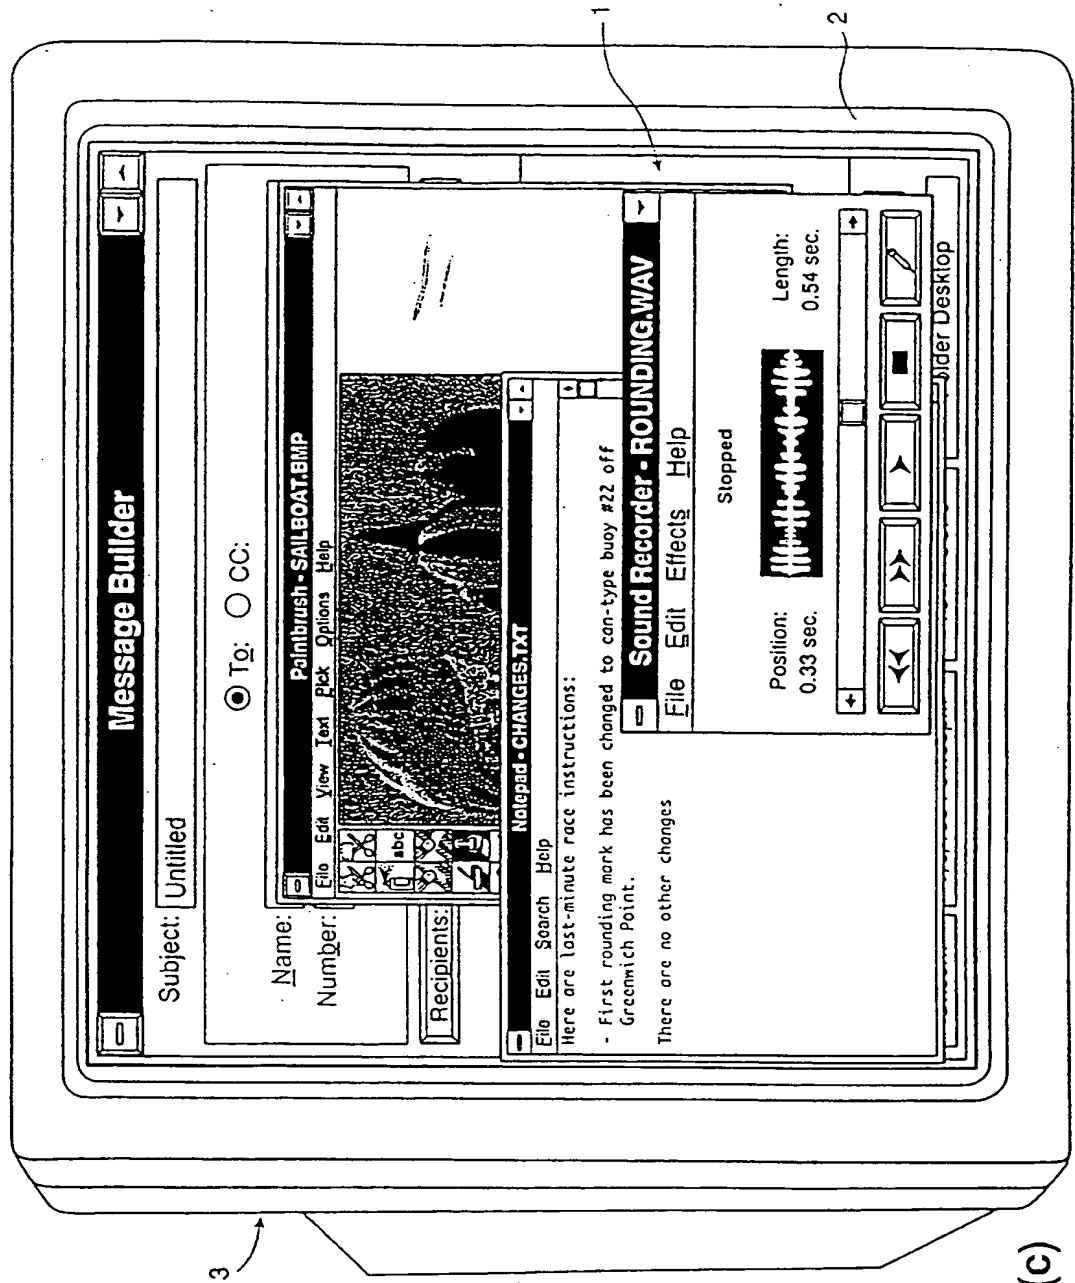 1
2
3
Message Builder
Subject: Untitled
To: CC:
Name:
Number:
Recipients:
Paintbrush - SAILBOAT.BMP
File Edit View Text Pick Options Help
abc
Notepad - CHANGES.TXT
File Edit Search Help
Here are last-minute race instructions:
- First rounding mark has been changed to can-type buoy #22 off
Greenwich Point.
There are no other changes
Sound Recorder - ROUNDING.WAV
File Edit Effects Help
Stopped
Position: Length:
0.33 sec. 0.54 sec.
Desktop
(c)